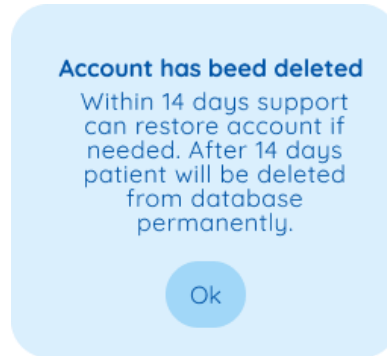 Account has beed deleted
Within 14 days support
can restore account if
needed. After 14 days
patient will be deleted
from database
permanently.
Ok